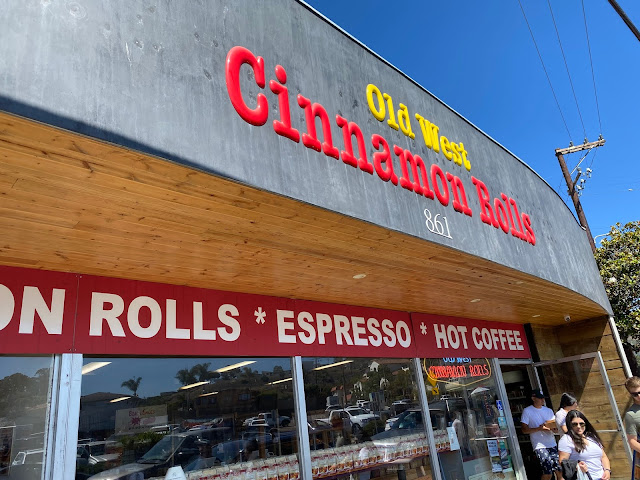 Old West
Cinnamon Rolls
861
ON ROLLS * ESPRESSO * HOT COFFEE
Old West
CINNAMON ROLLS